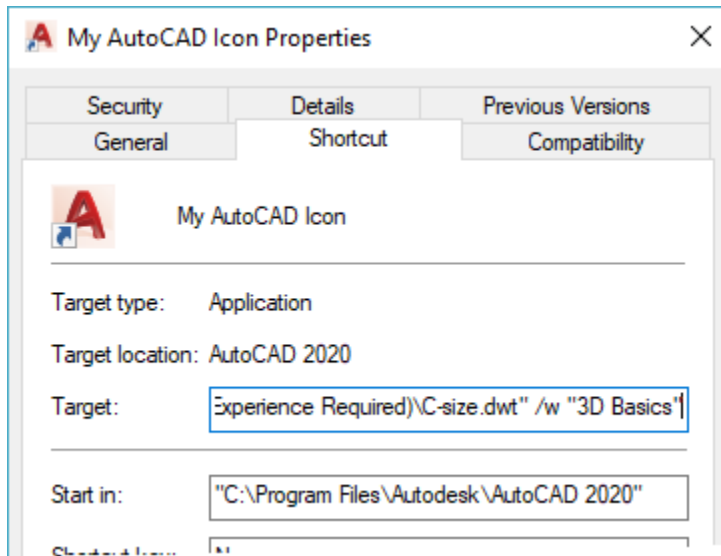 My AutoCAD Icon Properties
Security Details Previous Versions
General Shortcut Compatibility
My AutoCAD Icon
Target type: Application
Target location: AutoCAD 2020
Target: Experience Required)\C-size.dwt" /w "3D Basics"
Start in: "C:\Program Files\Autodesk\AutoCAD 2020"